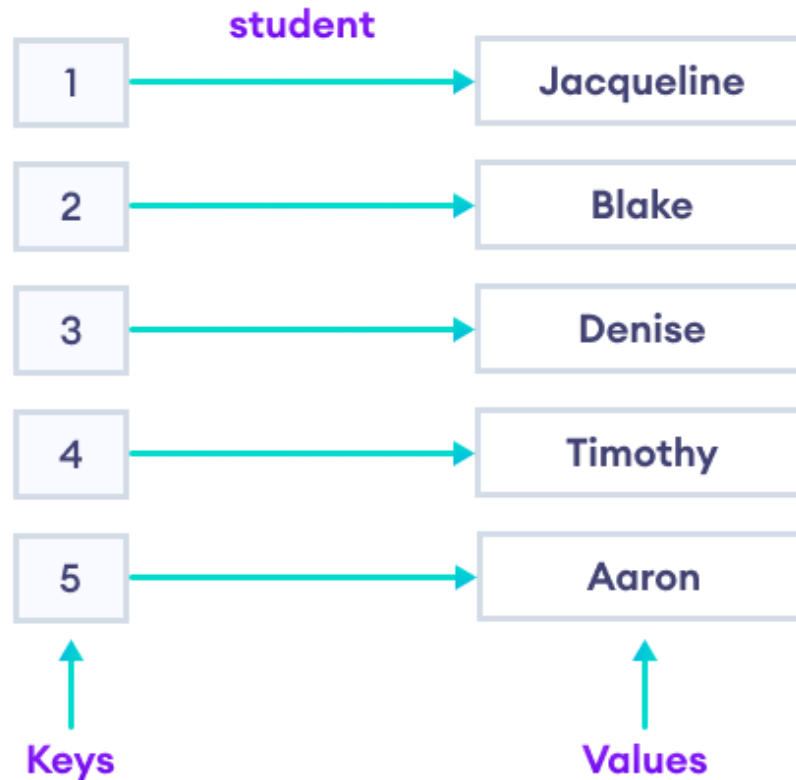 student
1 Jacqueline
2 Blake
3 Denise
4 Timothy
5 Aaron
Keys Values